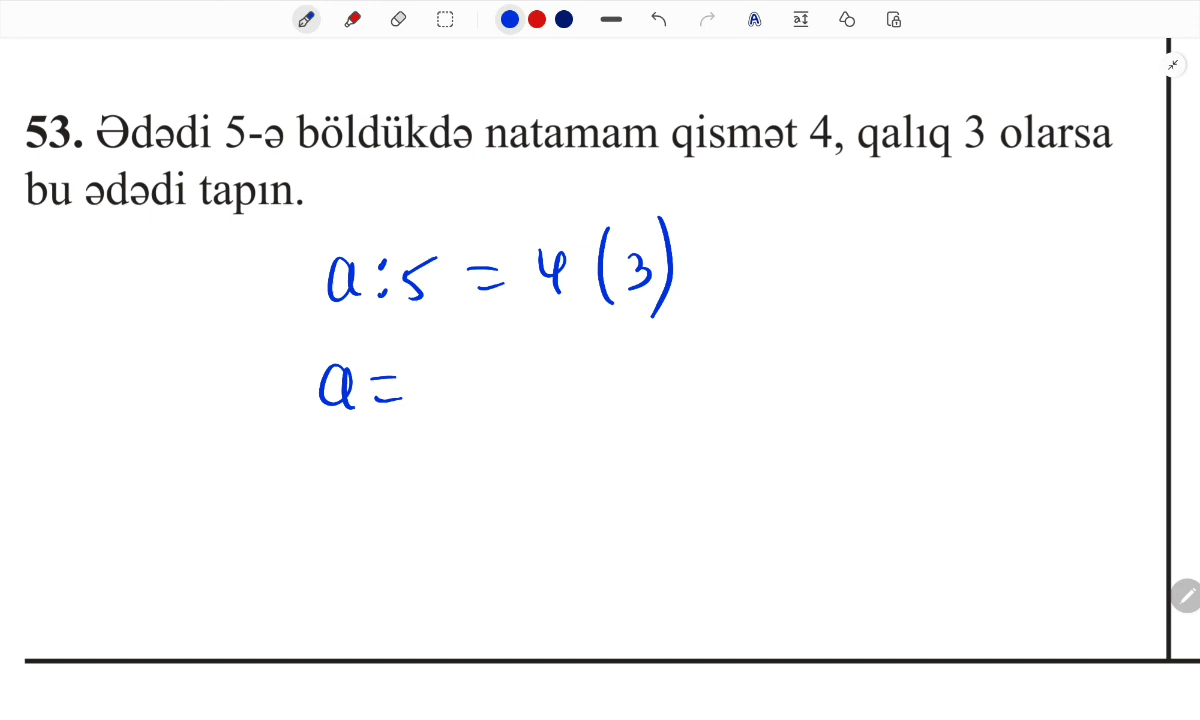 53. Ədədi 5-ə böldükdə natamam qismət 4, qalıq 3 olarsa
bu ədədi tapın.
a:5 = 4 (3)
a =